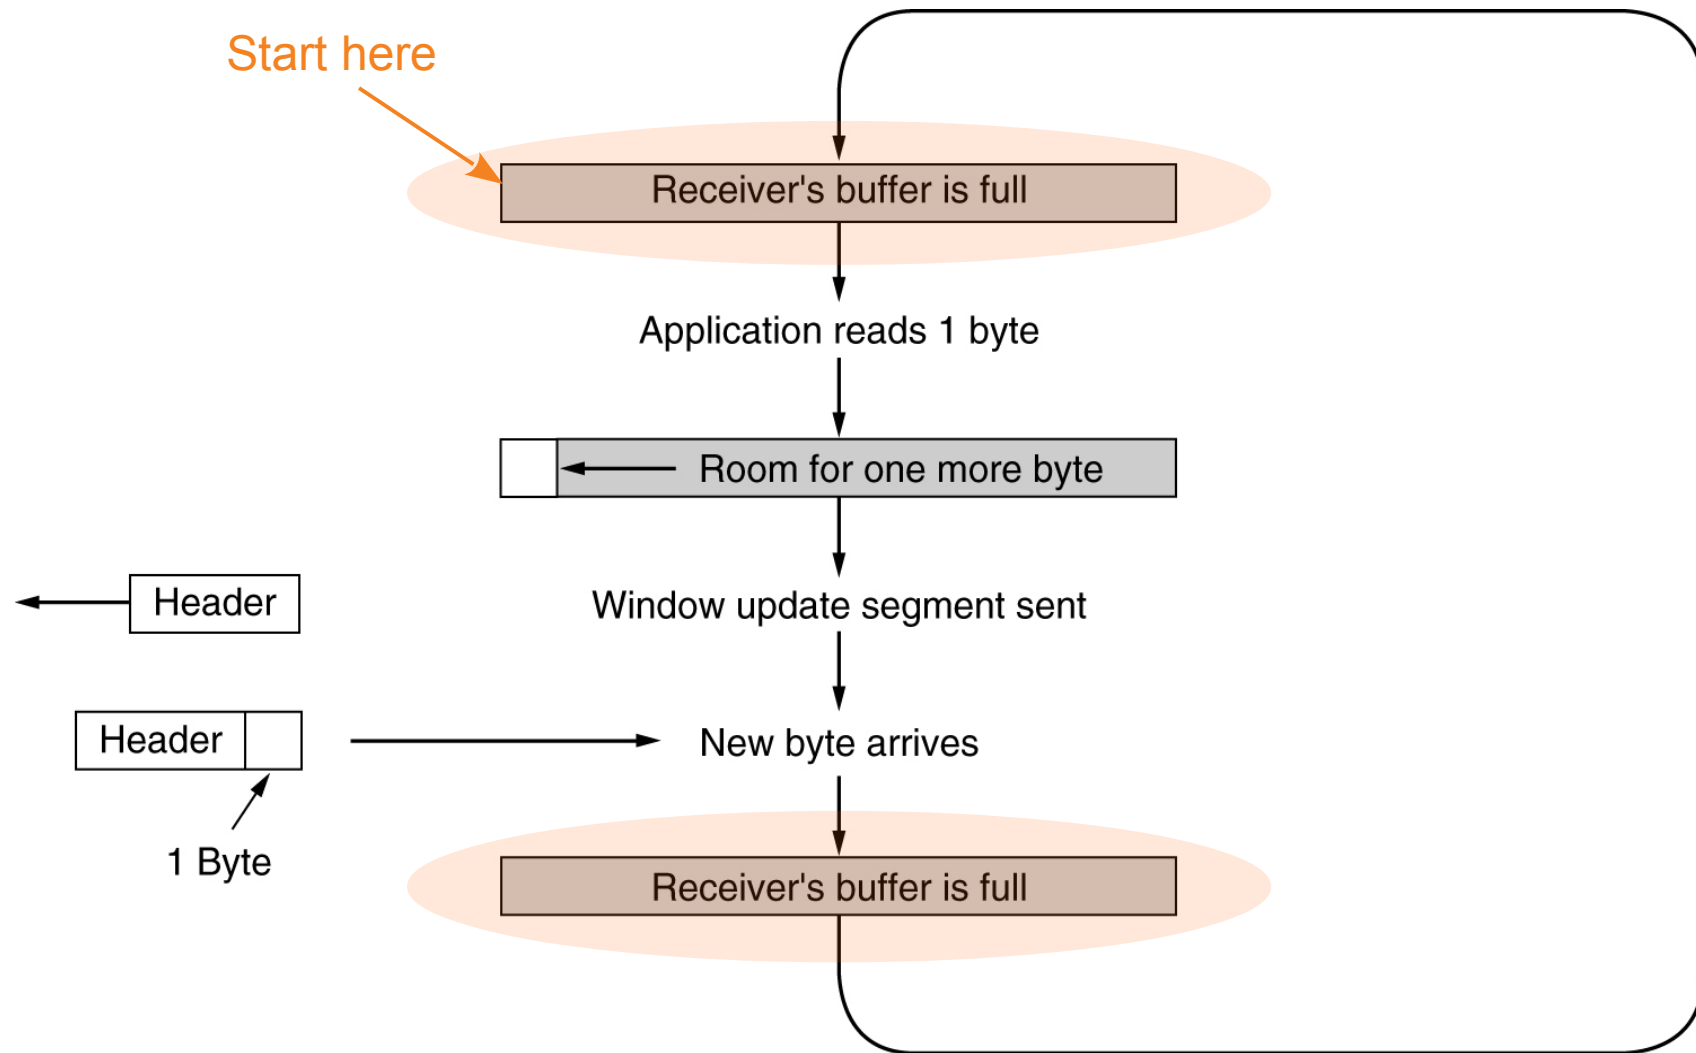 Start here
Receiver's buffer is full
Application reads 1 byte
Room for one more byte
Header
Window update segment sent
Header
New byte arrives
1 Byte
Receiver's buffer is full